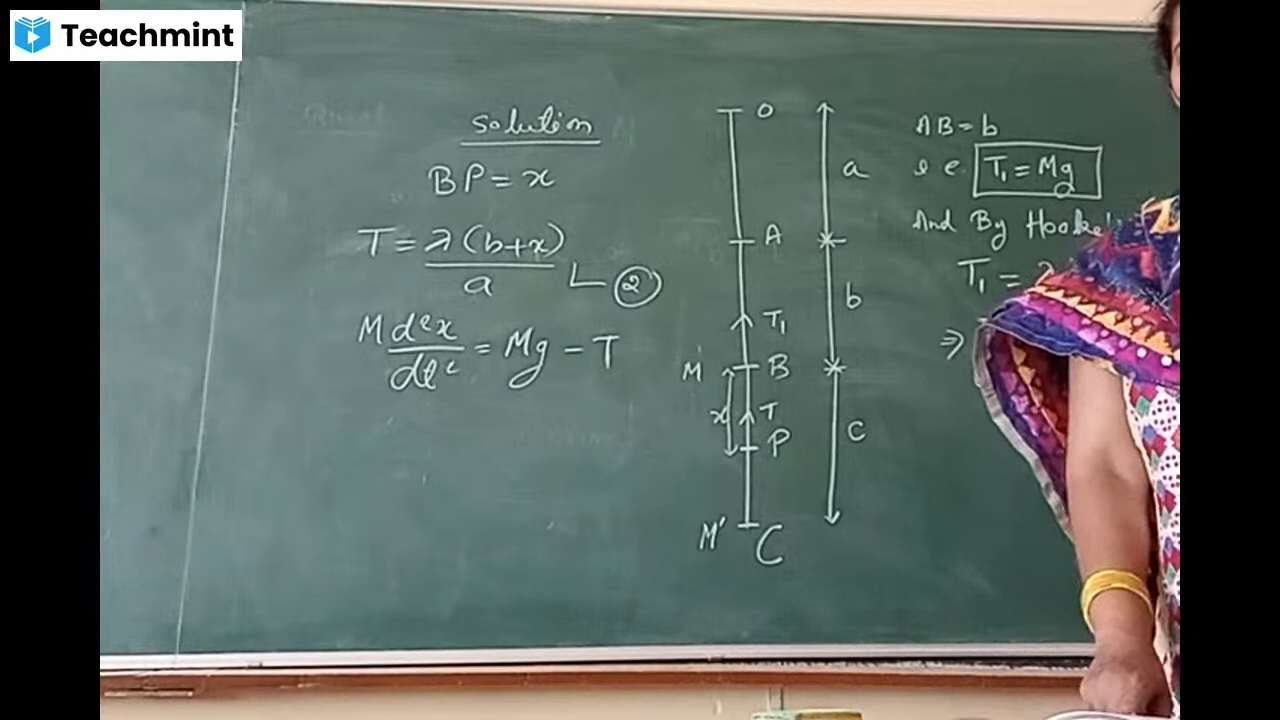 Teachmint
solution
BP = x
T = λ(b+x)
a
②
M d²x = Mg - T
dt²
O
A
T₁
M B
x T
P
M' C
a
b
c
AB = b
i.e. T₁ = Mg
And By Hooke'
T₁ = λ
⇒